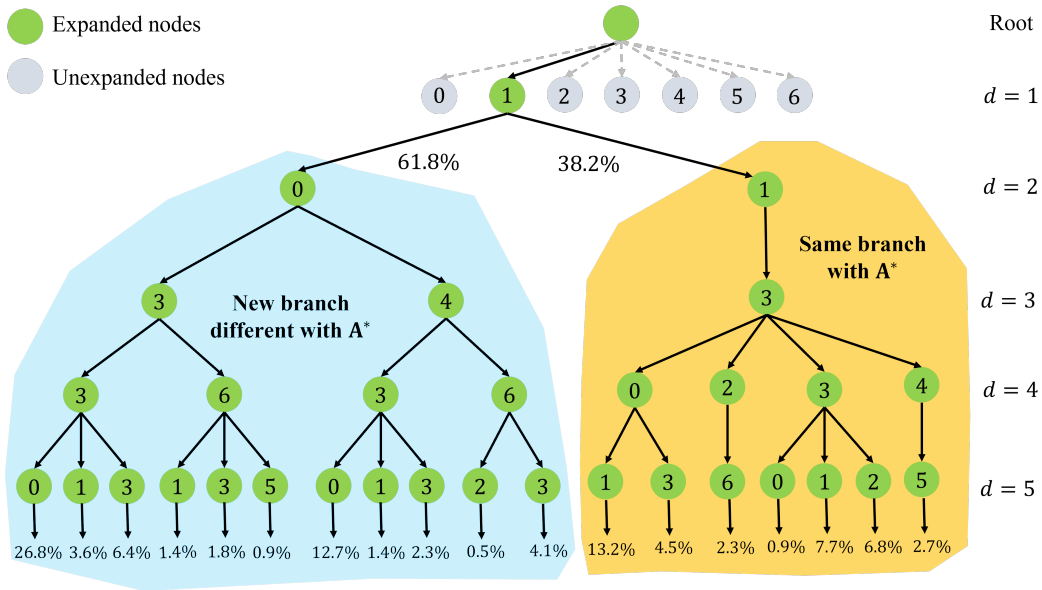 Expanded nodes
Root
Unexpanded nodes
0 1 2 3 4 5 6
d = 1
61.8% 38.2%
0 1
d = 2
Same branch
with A*
3 4 3
d = 3
New branch
different with A*
3 6 3 6 0 2 3 4
d = 4
0 1 3 1 3 5 0 1 3 2 3 1 3 6 0 1 2 5
d = 5
26.8% 3.6% 6.4% 1.4% 1.8% 0.9% 12.7% 1.4% 2.3% 0.5% 4.1% 13.2% 4.5% 2.3% 0.9% 7.7% 6.8% 2.7%